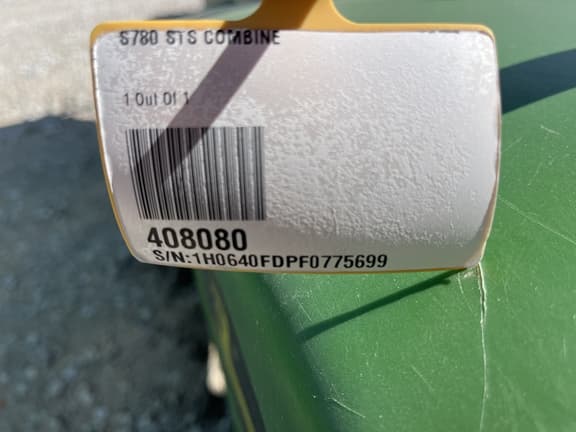 S780 STS COMBINE
1 Out Of 1
408080
S/N:1H0640FDPF0775699